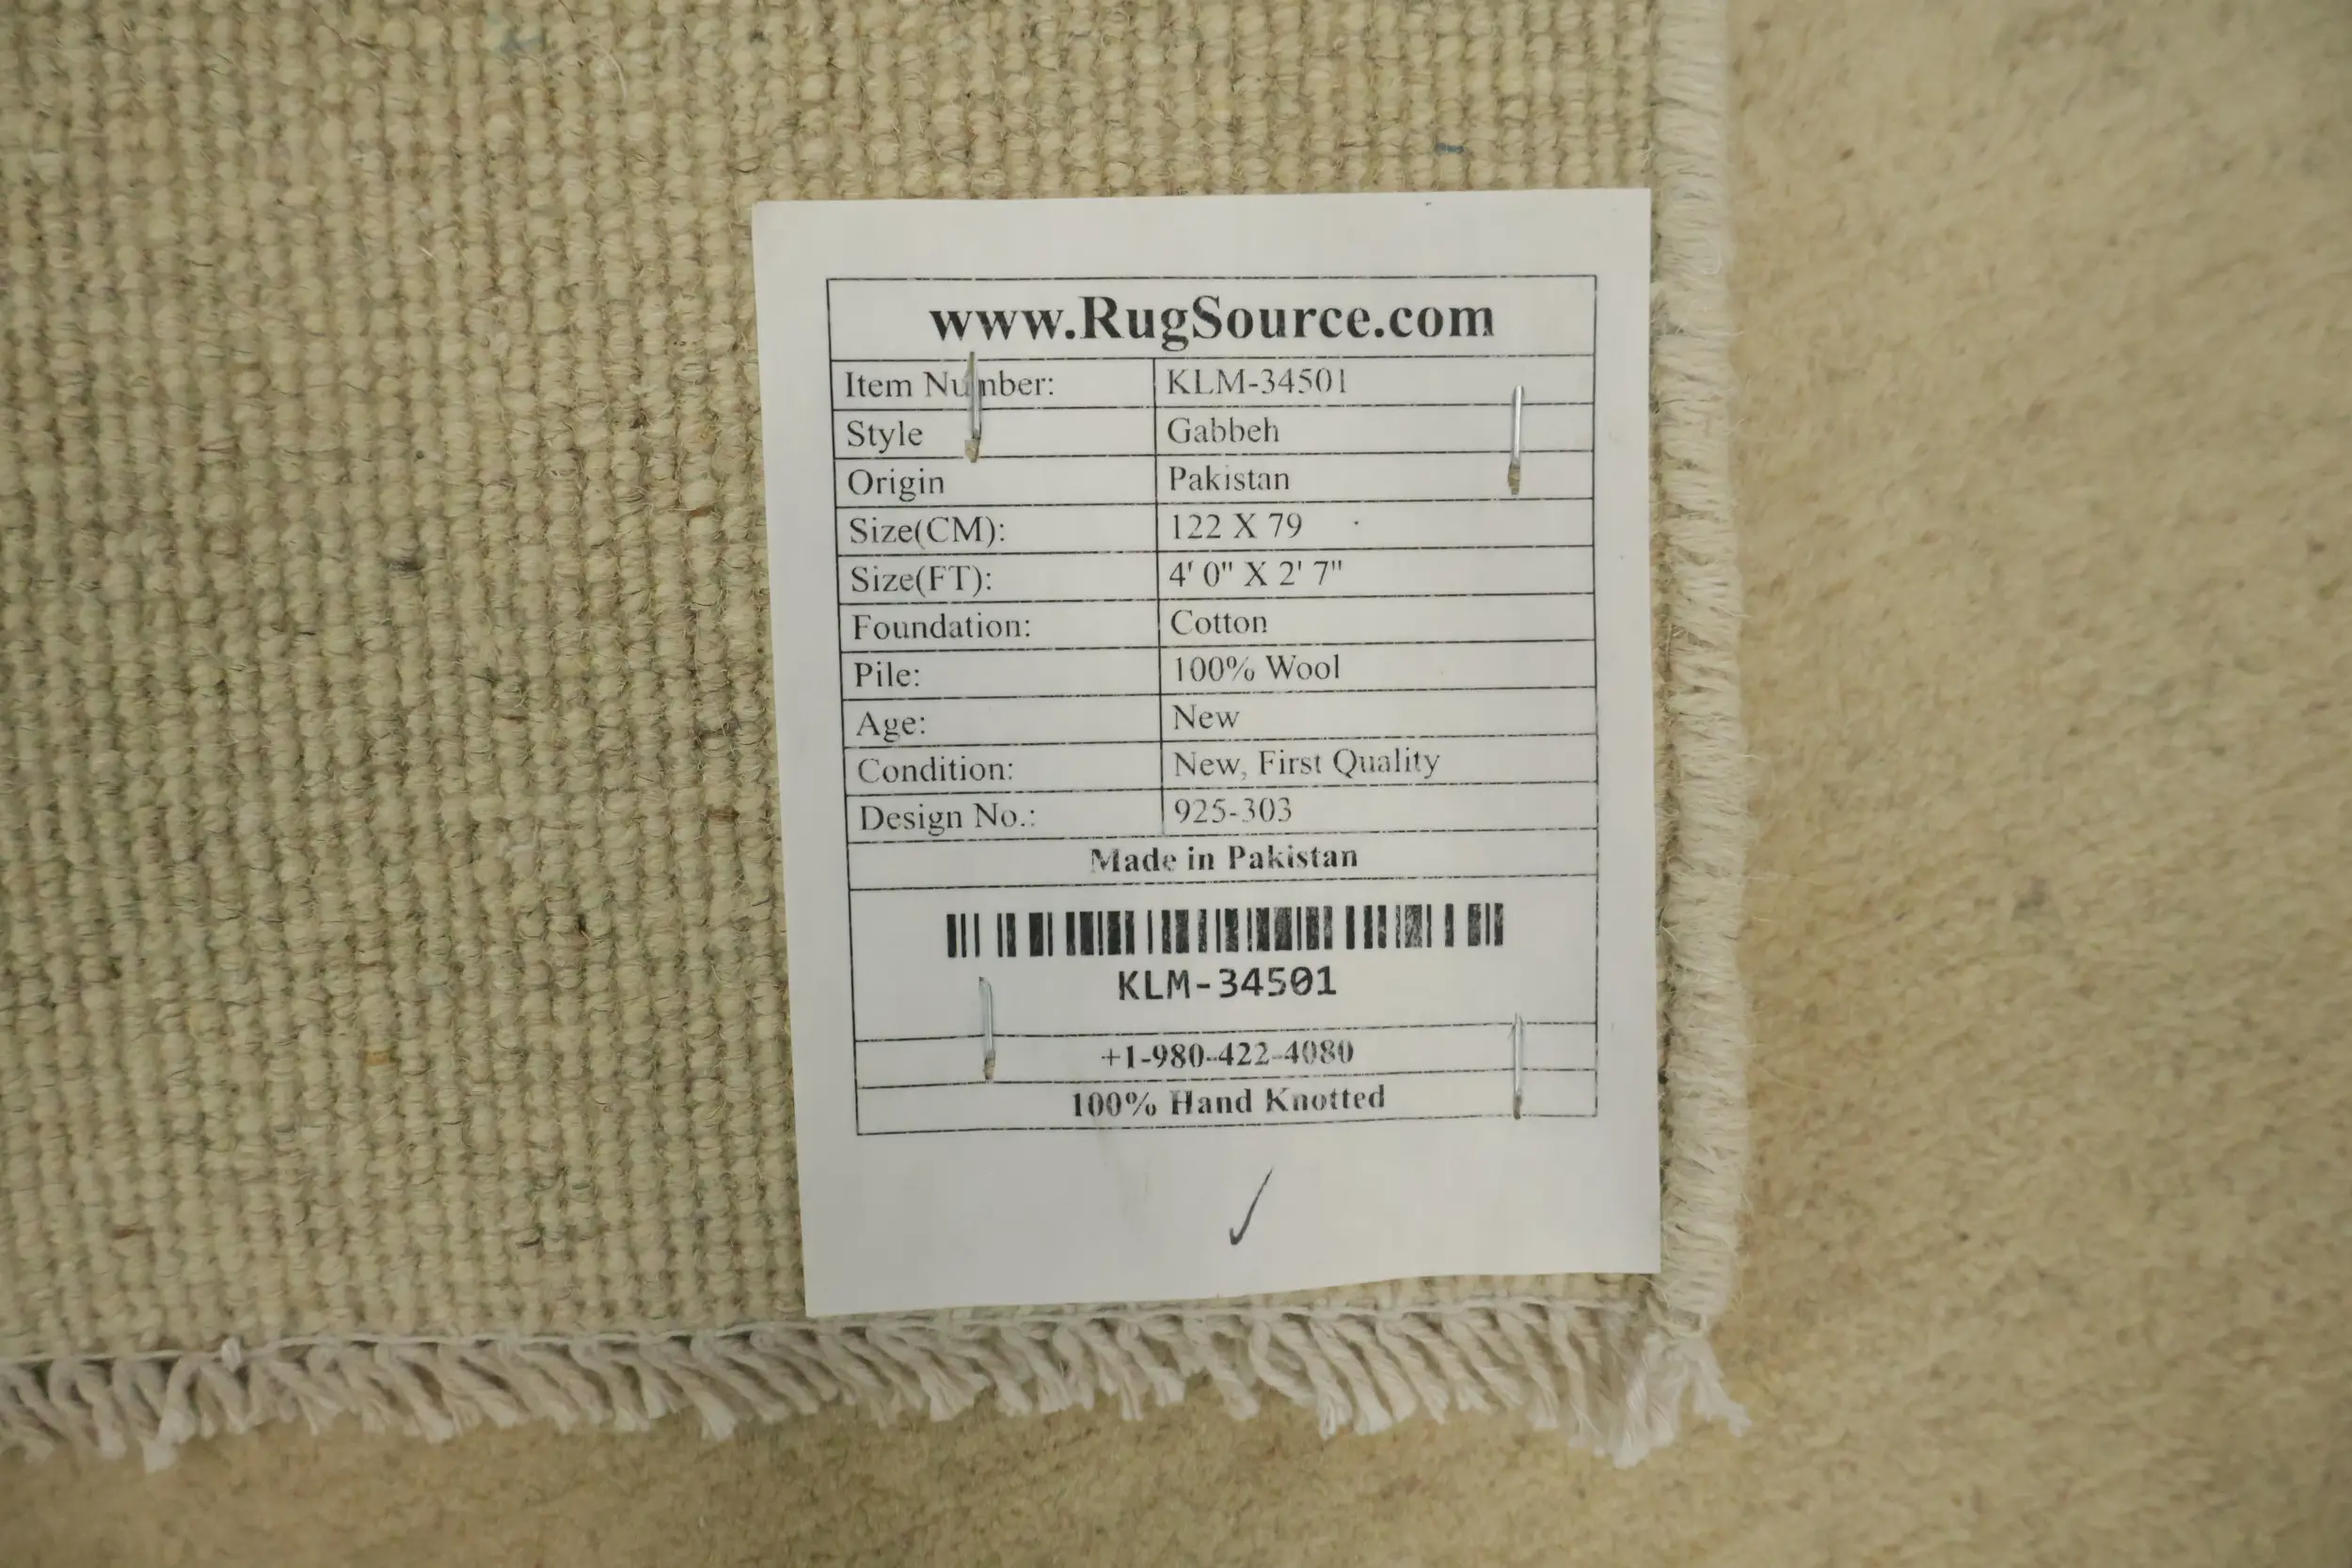 www.RugSource.com
Item Number: KLM-34501
Style Gabbeh
Origin Pakistan
Size(CM): 122 X 79
Size(FT): 4' 0" X 2' 7"
Foundation: Cotton
Pile: 100% Wool
Age: New
Condition: New, First Quality
Design No.: 925-303
Made in Pakistan
KLM-34501
+1-980-422-4080
100% Hand Knotted